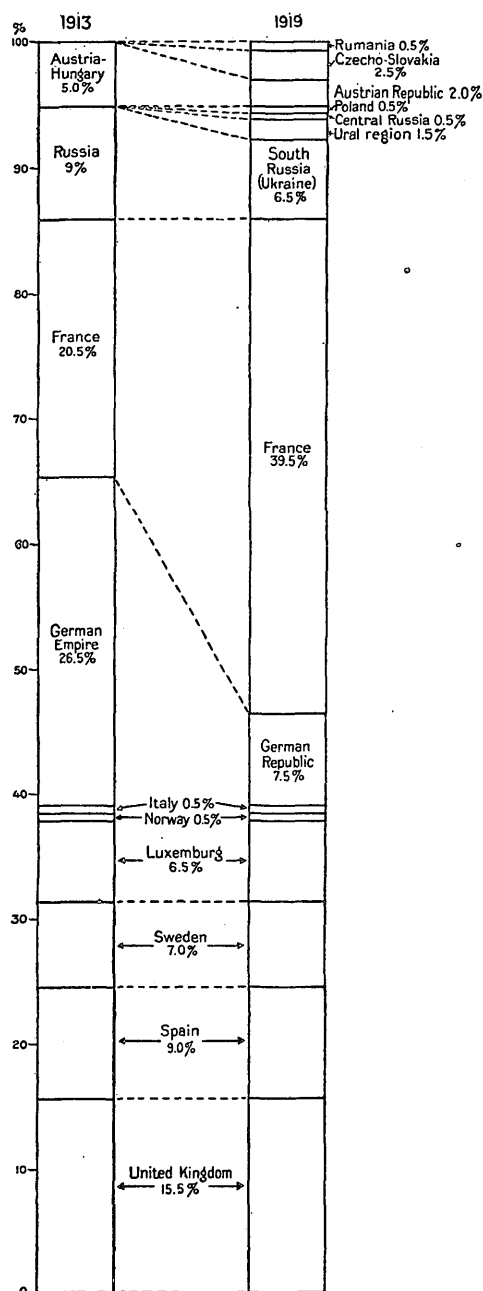 1913 1919
%
100
Austria-
Hungary
5.0%
Rumania 0.5%
Czecho-Slovakia
2.5%
Austrian Republic 2.0%
Poland 0.5%
Central Russia 0.5%
Ural region 1.5%
Russia
9%
90
South
Russia
(Ukraine)
6.5%
80
France
20.5%
70
France
39.5%
60
German
Empire
26.5%
50
German
Republic
7.5%
40
Italy 0.5%
Norway 0.5%
Luxemburg
6.5%
30
Sweden
7.0%
20
Spain
9.0%
10
United Kingdom
15.5%
0